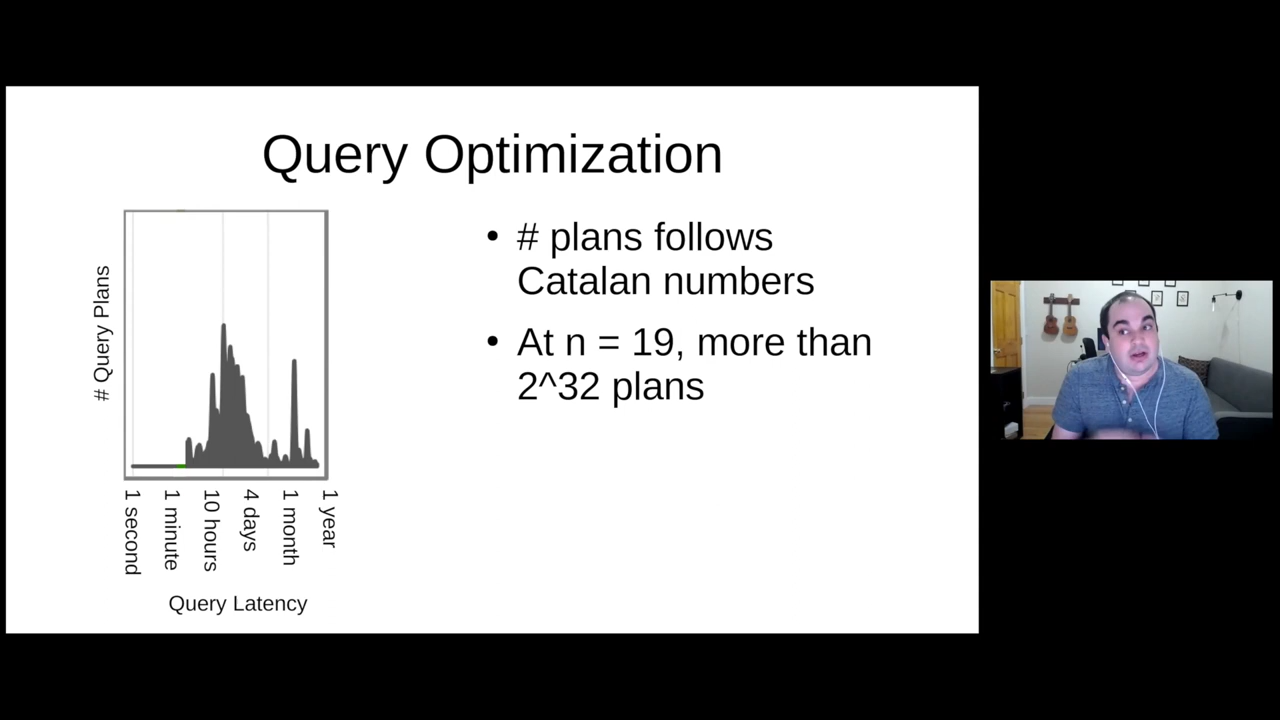 Query Optimization
# Query Plans
1 second
1 minute
10 hours
4 days
1 month
1 year
Query Latency
• # plans follows
Catalan numbers
• At n = 19, more than
2^32 plans